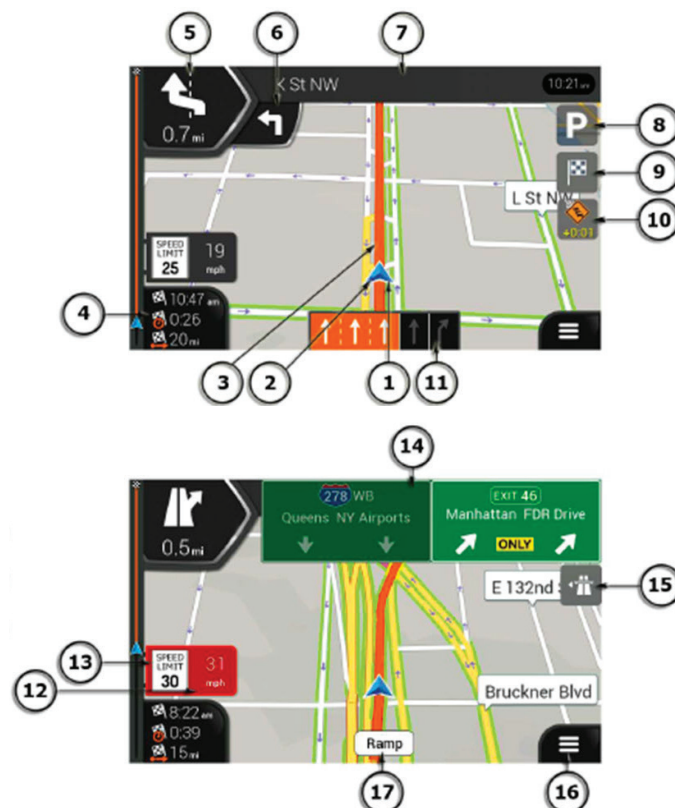 5
6
7
K St NW
10:21 am
0.7 mi
P
8
9
L St NW
10
+0:01
SPEED
LIMIT
25
19
mph
4
10:47 am
0:26
20 mi
3
2
1
11
14
278 WB
Queens NY Airports
EXIT 46
Manhattan FDR Drive
ONLY
0.5 mi
E 132nd
15
13
SPEED
LIMIT
30
31
mph
12
Bruckner Blvd
8:22 am
0:39
15 mi
Ramp
17
16